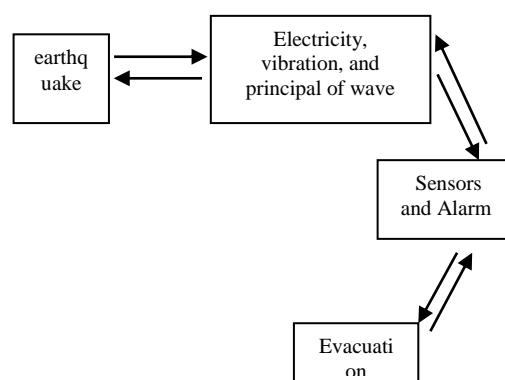 earthq
uake
Electricity,
vibration, and
principal of wave
Sensors
and Alarm
Evacuati
on